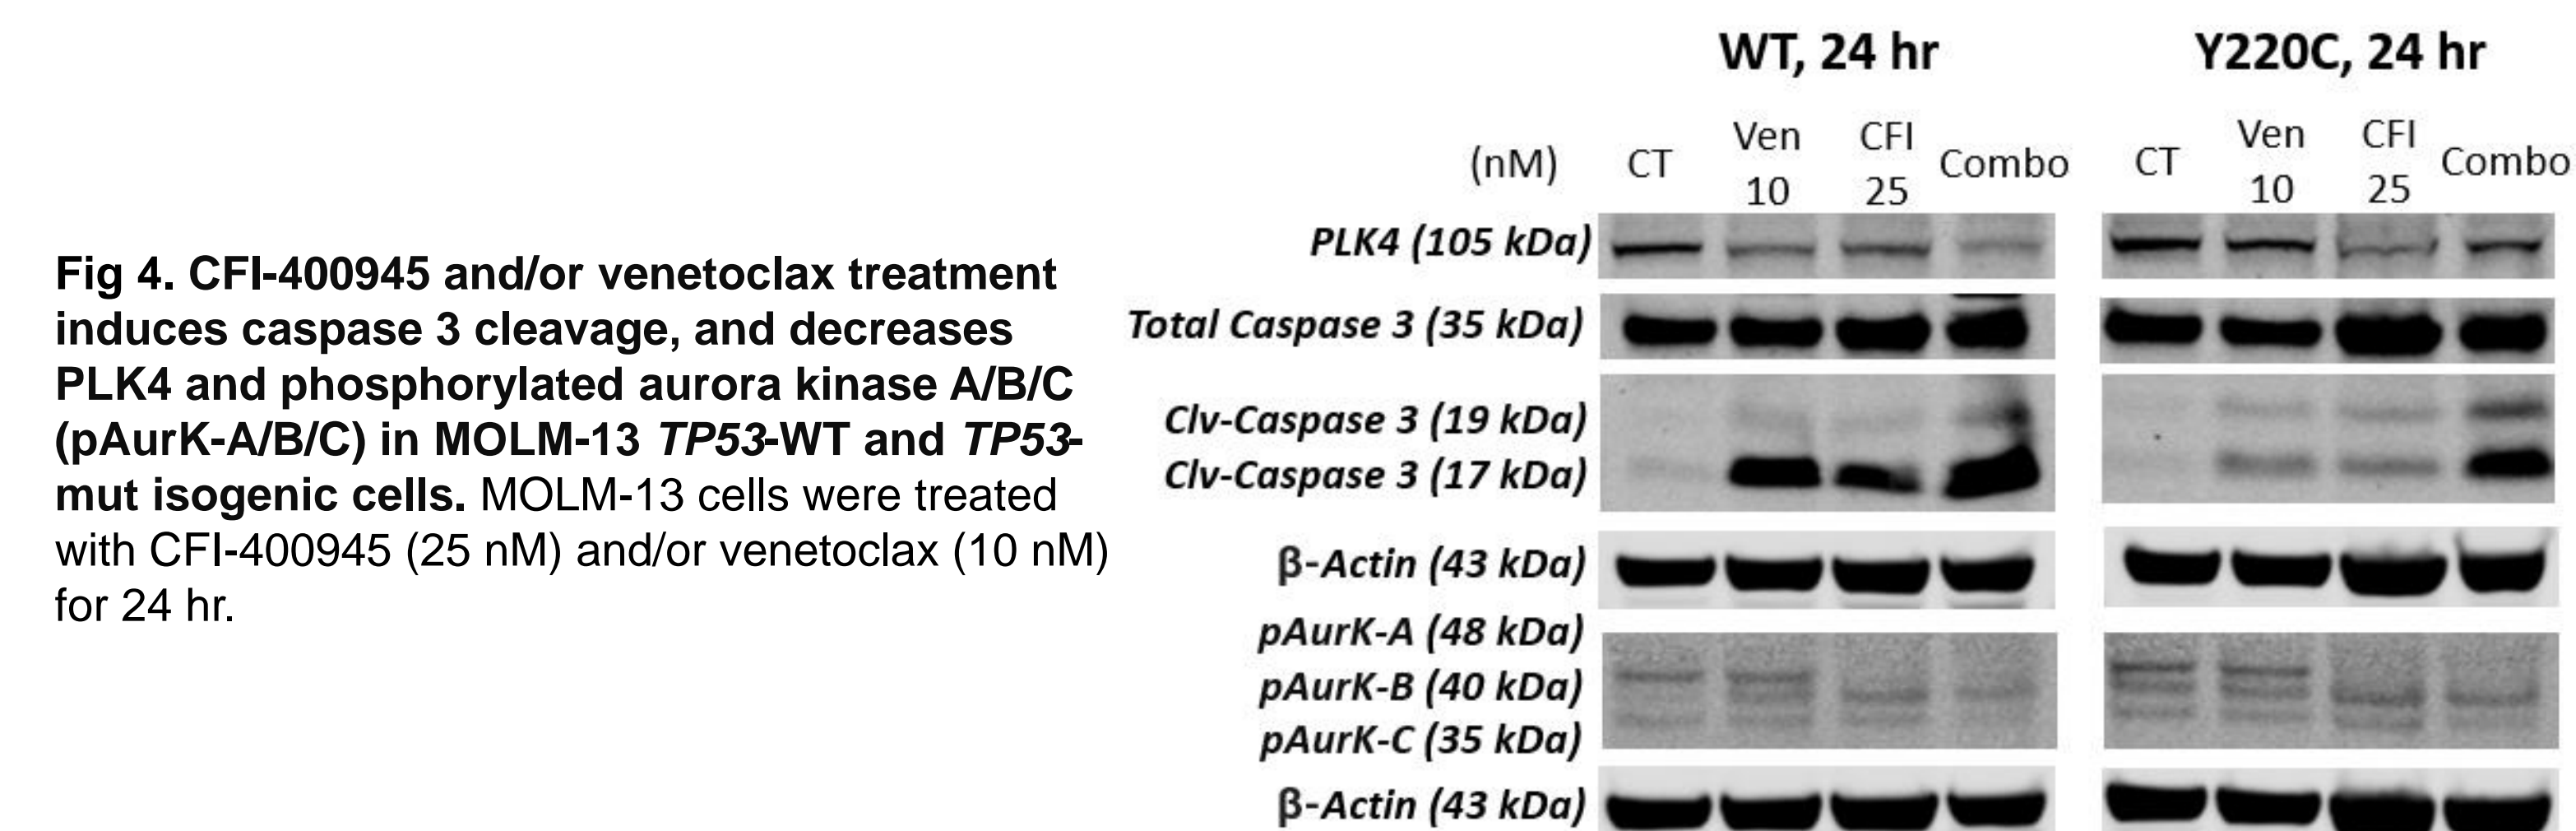 Fig 4. CFI-400945 and/or venetoclax treatment
induces caspase 3 cleavage, and decreases
PLK4 and phosphorylated aurora kinase A/B/C
(pAurK-A/B/C) in MOLM-13 TP53-WT and TP53-
mut isogenic cells. MOLM-13 cells were treated
with CFI-400945 (25 nM) and/or venetoclax (10 nM)
for 24 hr.
WT, 24 hr
Y220C, 24 hr
(nM) CT Ven 10 CFI 25 Combo
CT Ven 10 CFI 25 Combo
PLK4 (105 kDa)
Total Caspase 3 (35 kDa)
Clv-Caspase 3 (19 kDa)
Clv-Caspase 3 (17 kDa)
β-Actin (43 kDa)
pAurK-A (48 kDa)
pAurK-B (40 kDa)
pAurK-C (35 kDa)
β-Actin (43 kDa)